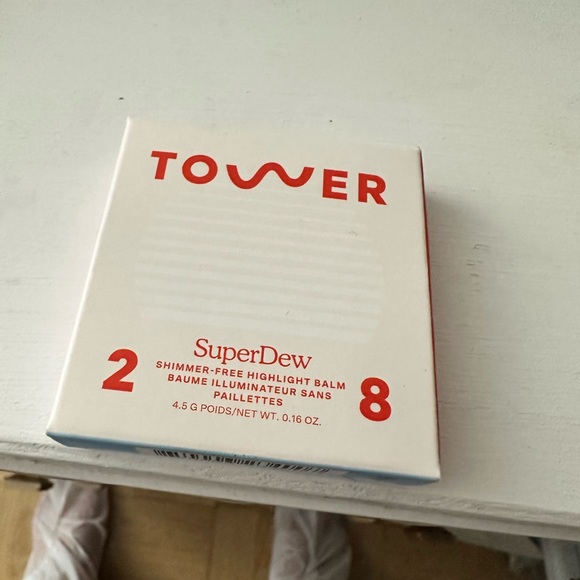 TOWER
SuperDew
2
SHIMMER-FREE HIGHLIGHT BALM
BAUME ILLUMINATEUR SANS
PAILLETTES
8
4.5 G POIDS/NET WT. 0.16 OZ.